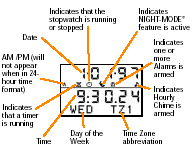 Indicates that the
stopwatch is running
or stopped
Indicates
NIGHT-MODE®
feature is active
Date
Indicates
one or
more
Alarms is
armed
AM /PM (will
not appear
when in 24-
hour time
format)
10 1.97
9:30.24
WED TZ1
Indicates
that a timer
is running
Indicates
Hourly
Chime is
armed
Time
Day of the
Week
Time Zone
abbreviation